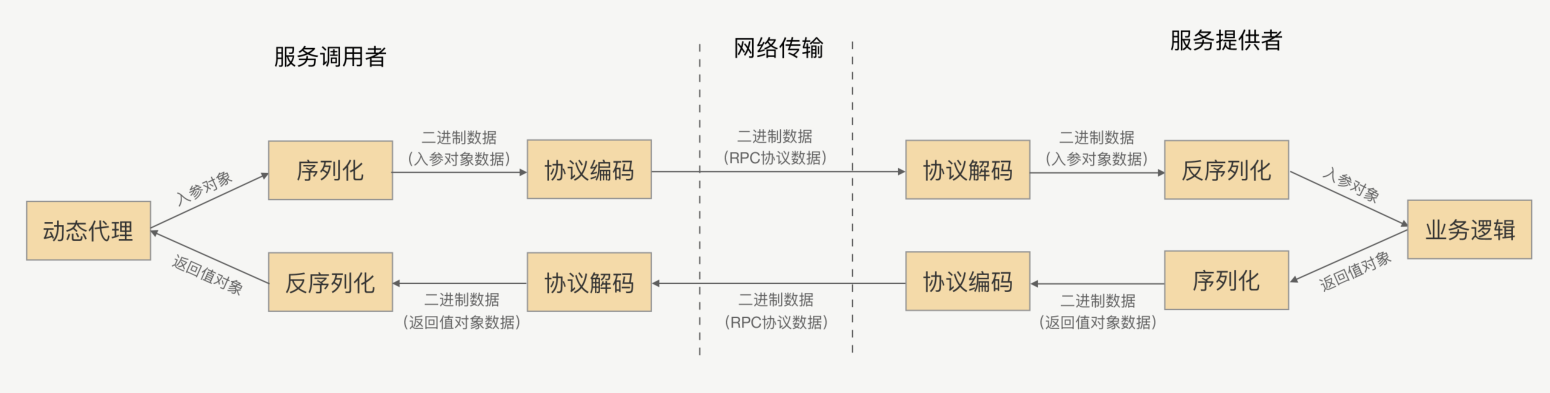 服务调用者
网络传输
服务提供者
二进制数据
(入参对象数据)
二进制数据
(RPC协议数据)
二进制数据
(入参对象数据)
序列化
协议编码
协议解码
反序列化
入参对象
入参对象
动态代理
业务逻辑
返回值对象
返回值对象
反序列化
协议解码
协议编码
序列化
二进制数据
(返回值对象数据)
二进制数据
(RPC协议数据)
二进制数据
(返回值对象数据)